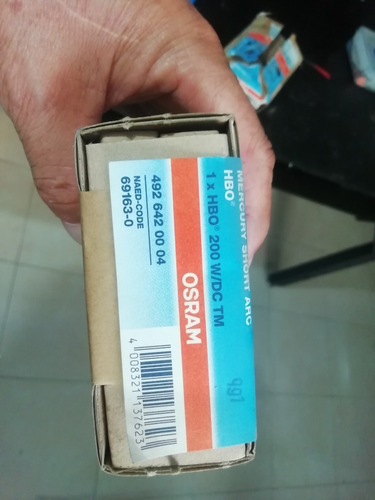 MERCURY SHORT ARC
HBO®
1 x HBO® 200 W/DC TM
OSRAM
492 642 00 04
NAED-CODE
69163-0
4 008321 137623